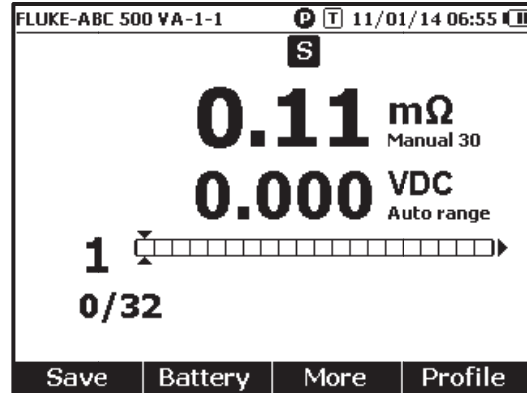 FLUKE-ABC 500 VA-1-1 P T 11/01/14 06:55
S
0.11 mΩ
Manual 30
0.000 VDC
Auto range
1
0/32
Save Battery More Profile